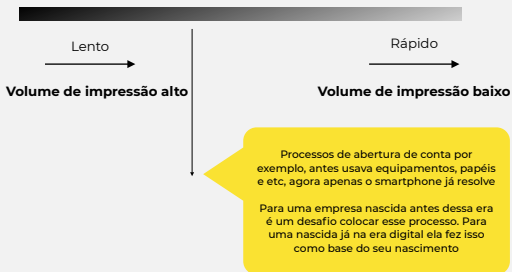 Lento
Rápido
Volume de impressão alto
Volume de impressão baixo
Processos de abertura de conta por
exemplo, antes usava equipamentos, papéis
e etc, agora apenas o smartphone já resolve
Para uma empresa nascida antes dessa era
é um desafio colocar esse processo. Para
uma nascida já na era digital ela fez isso
como base do seu nascimento